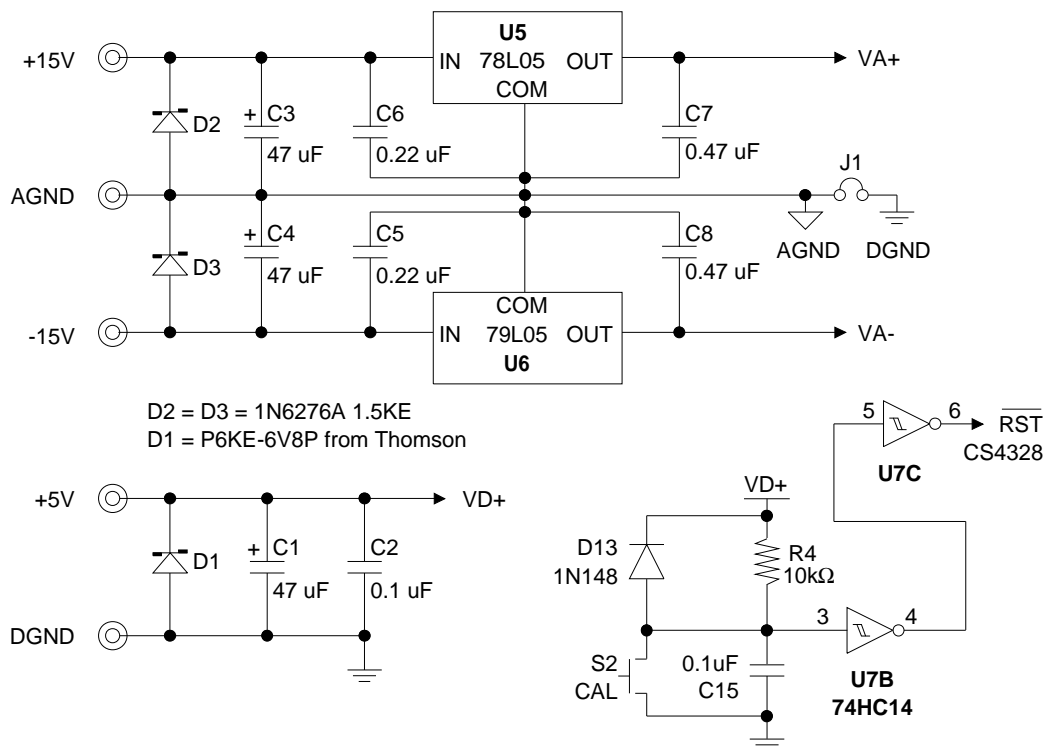 U5
+15V
IN 78L05 OUT
COM
VA+
D2
+ C3
47 uF
C6
0.22 uF
C7
0.47 uF
AGND
J1
AGND
DGND
D3
+ C4
47 uF
C5
0.22 uF
C8
0.47 uF
COM
-15V
IN 79L05 OUT
U6
VA-
D2 = D3 = 1N6276A 1.5KE
D1 = P6KE-6V8P from Thomson
5
6
RST
CS4328
U7C
+5V
VD+
D1
+ C1
47 uF
C2
0.1 uF
DGND
VD+
D13
1N148
R4
10kΩ
3
4
S2
CAL
0.1uF
C15
U7B
74HC14